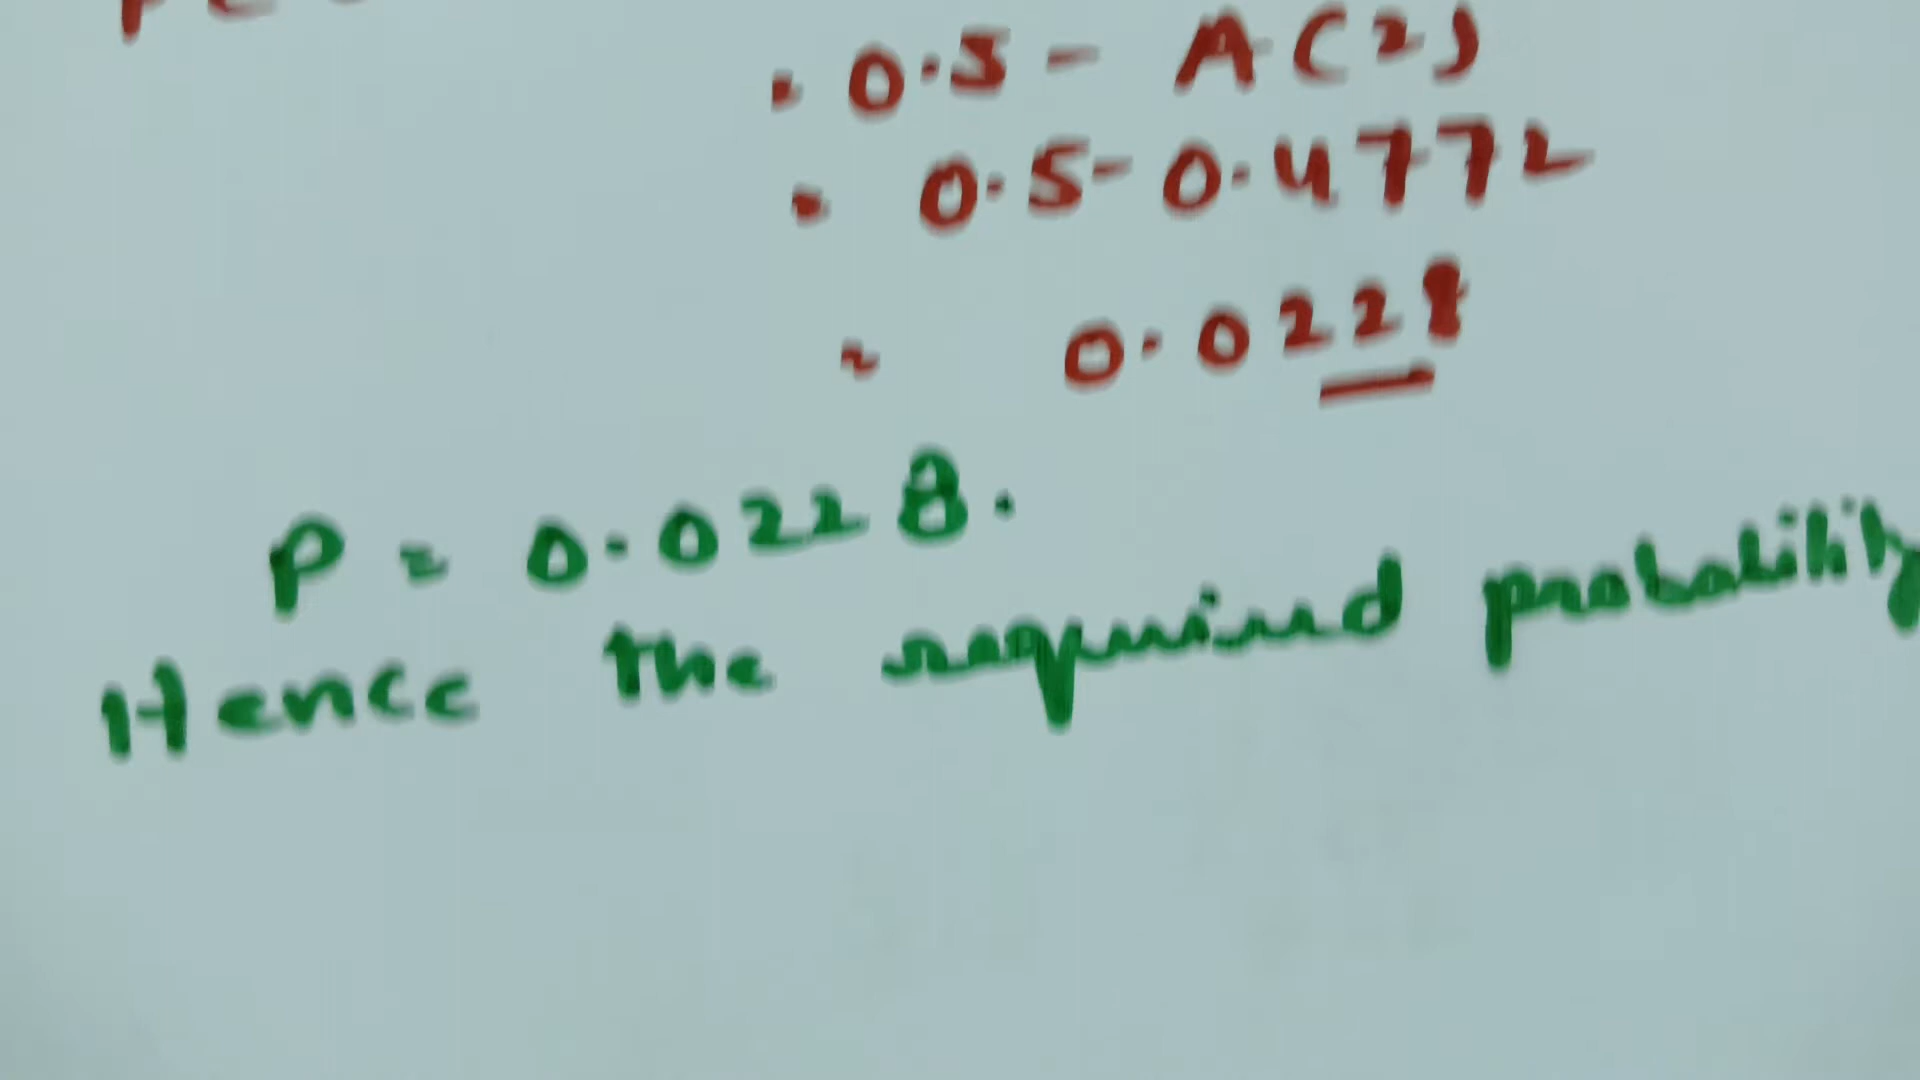 = 0.5 - A(2)
= 0.5 - 0.4772
= 0.0228
P = 0.0228.
Hence the required probability